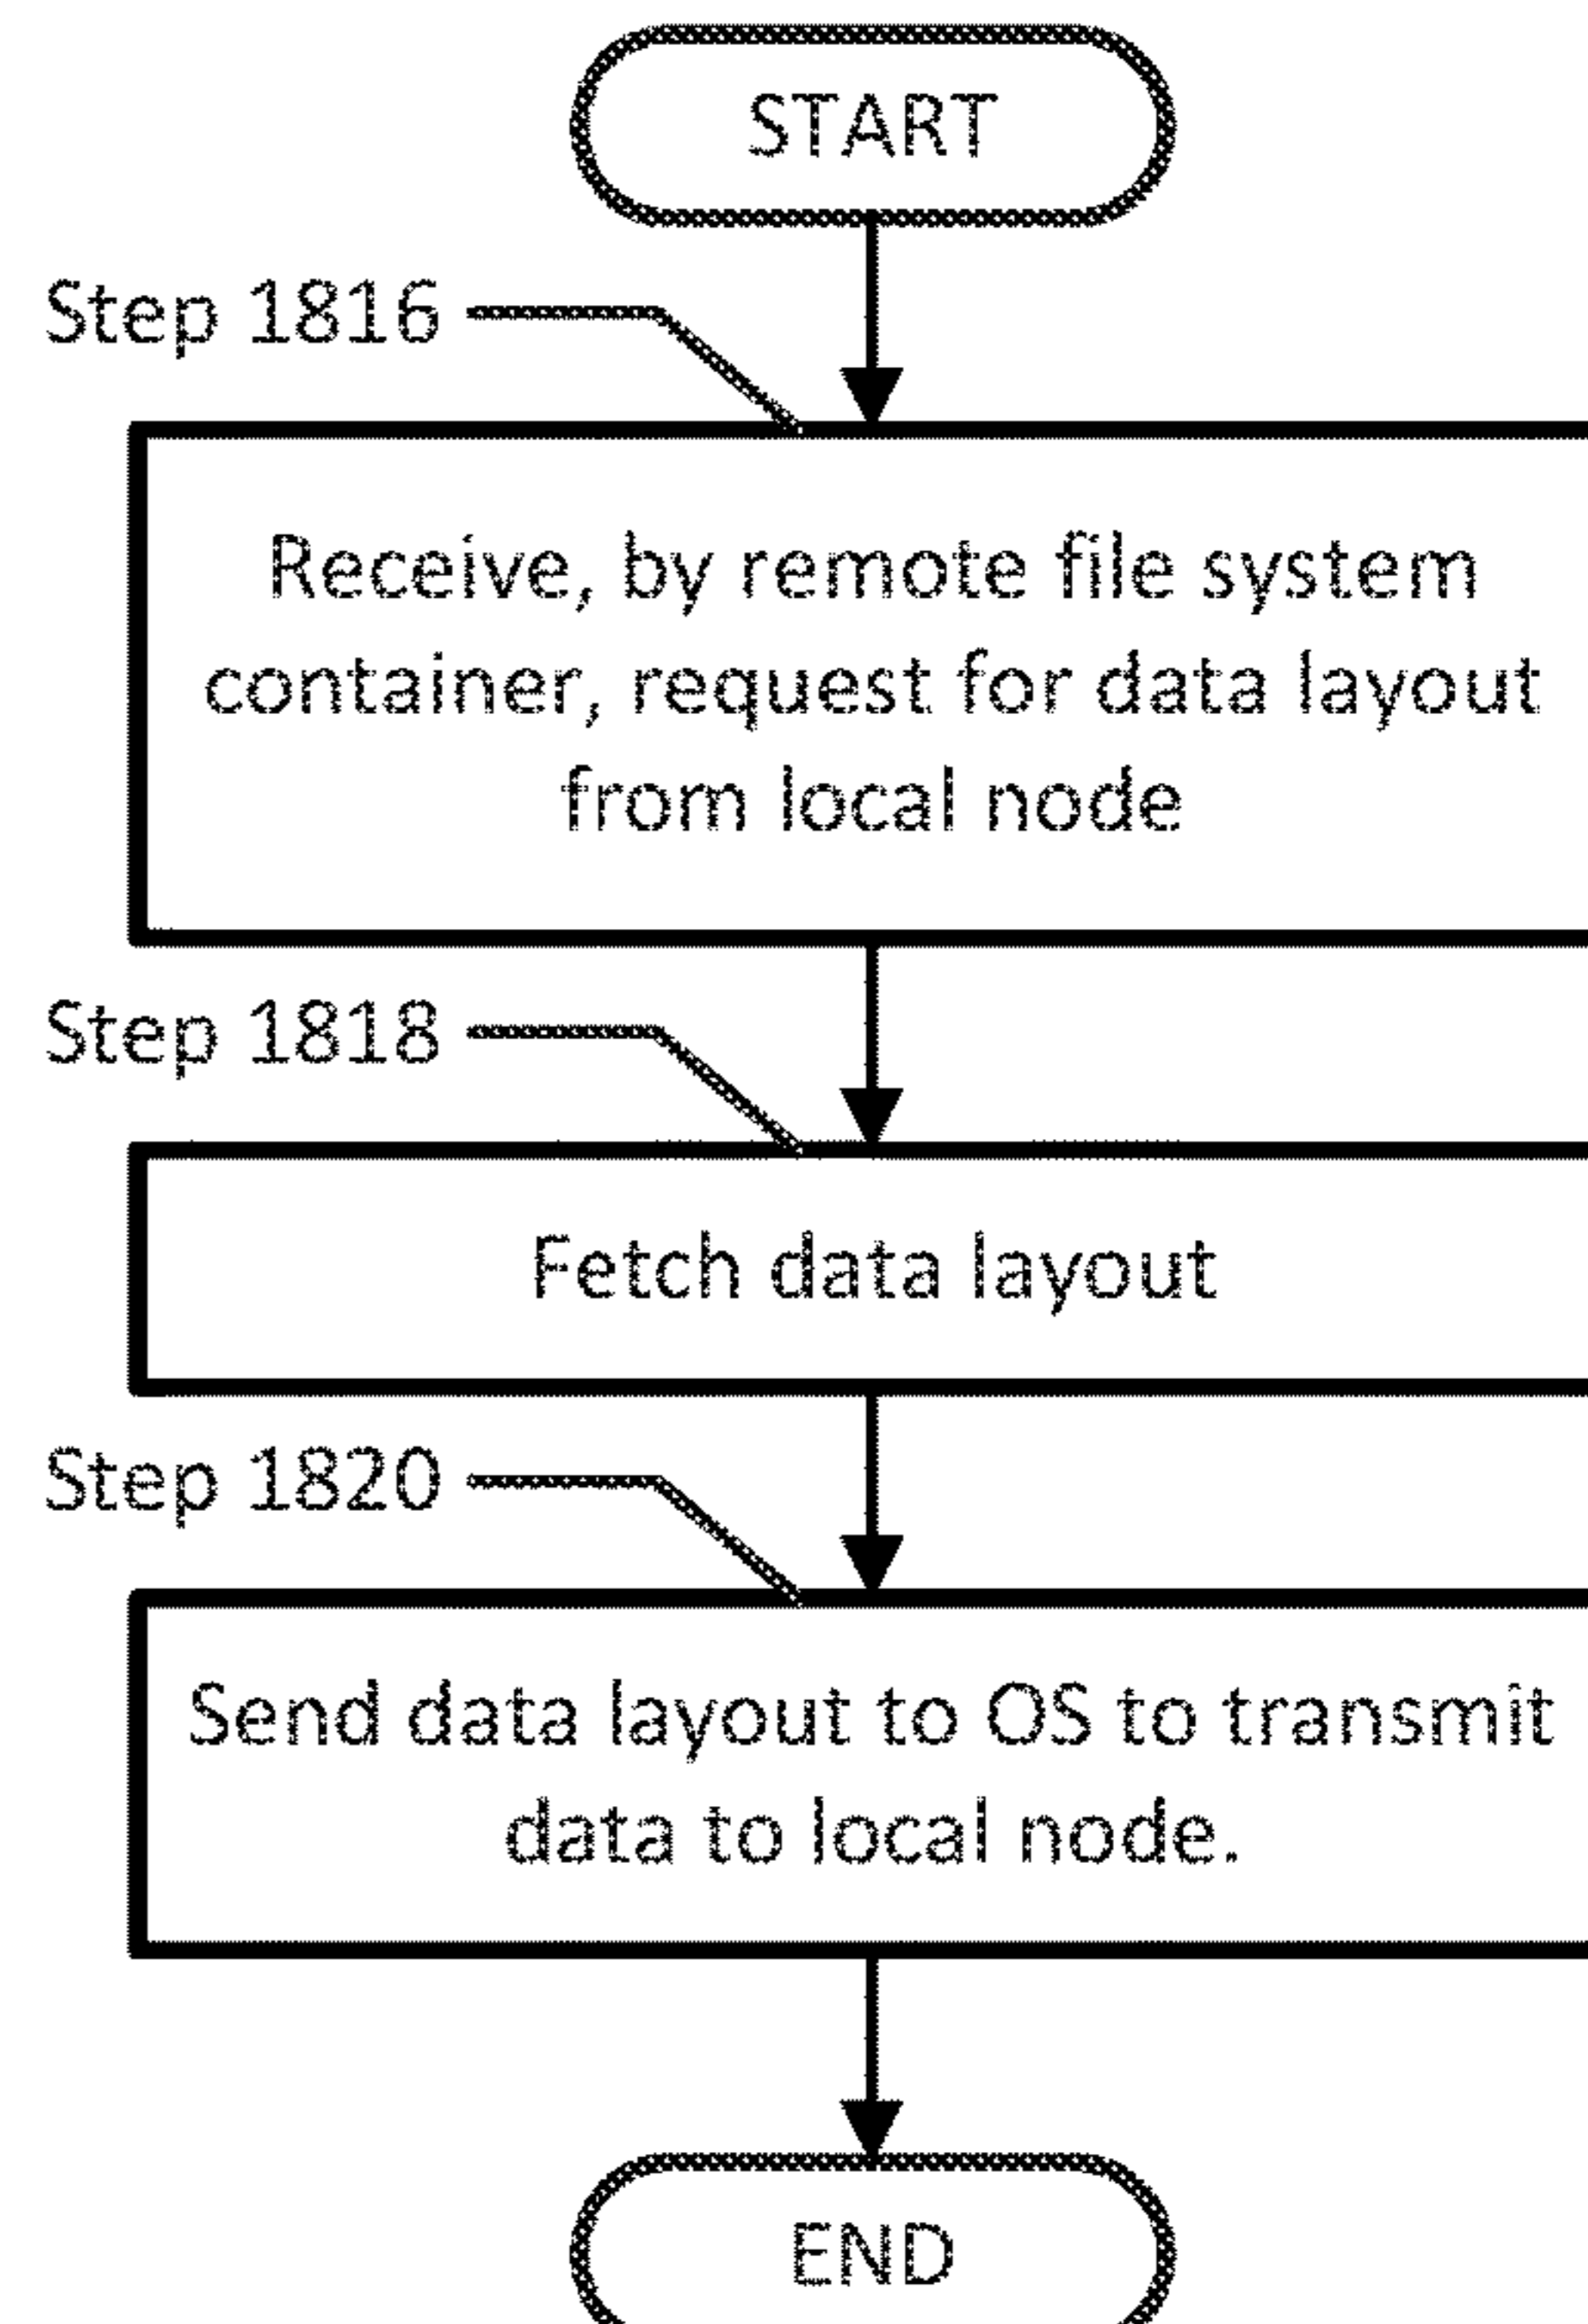 START
Step 1816
Receive, by remote file system
container, request for data layout
from local node
Step 1818
Fetch data layout
Step 1820
Send data layout to OS to transmit
data to local node.
END